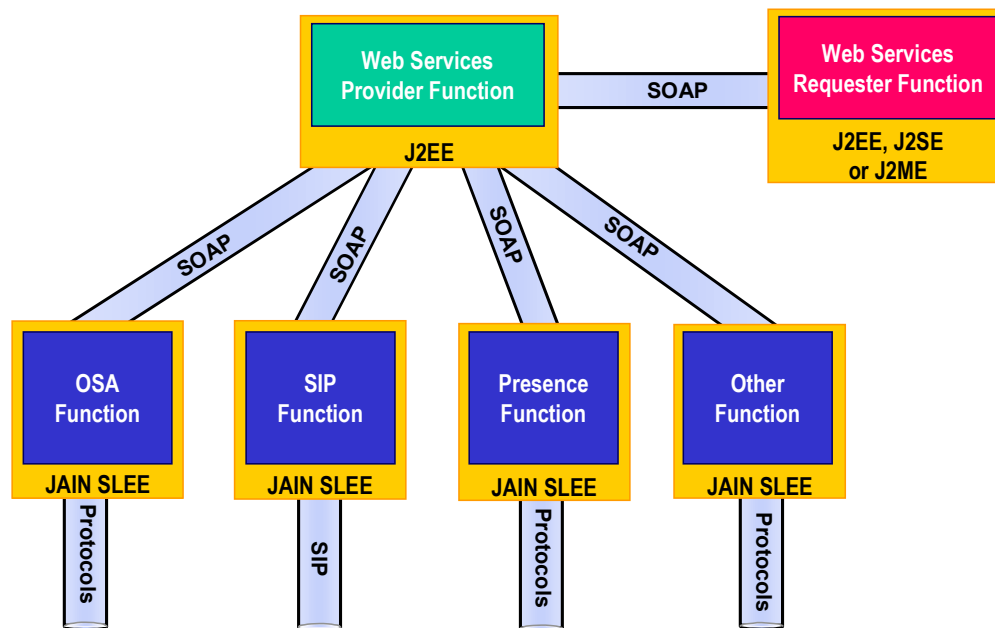 Web Services
Provider Function
J2EE
SOAP
Web Services
Requester Function
J2EE, J2SE
or J2ME
SOAP
SOAP
SOAP
SOAP
OSA
Function
JAIN SLEE
SIP
Function
JAIN SLEE
Presence
Function
JAIN SLEE
Other
Function
JAIN SLEE
Protocols
SIP
Protocols
Protocols